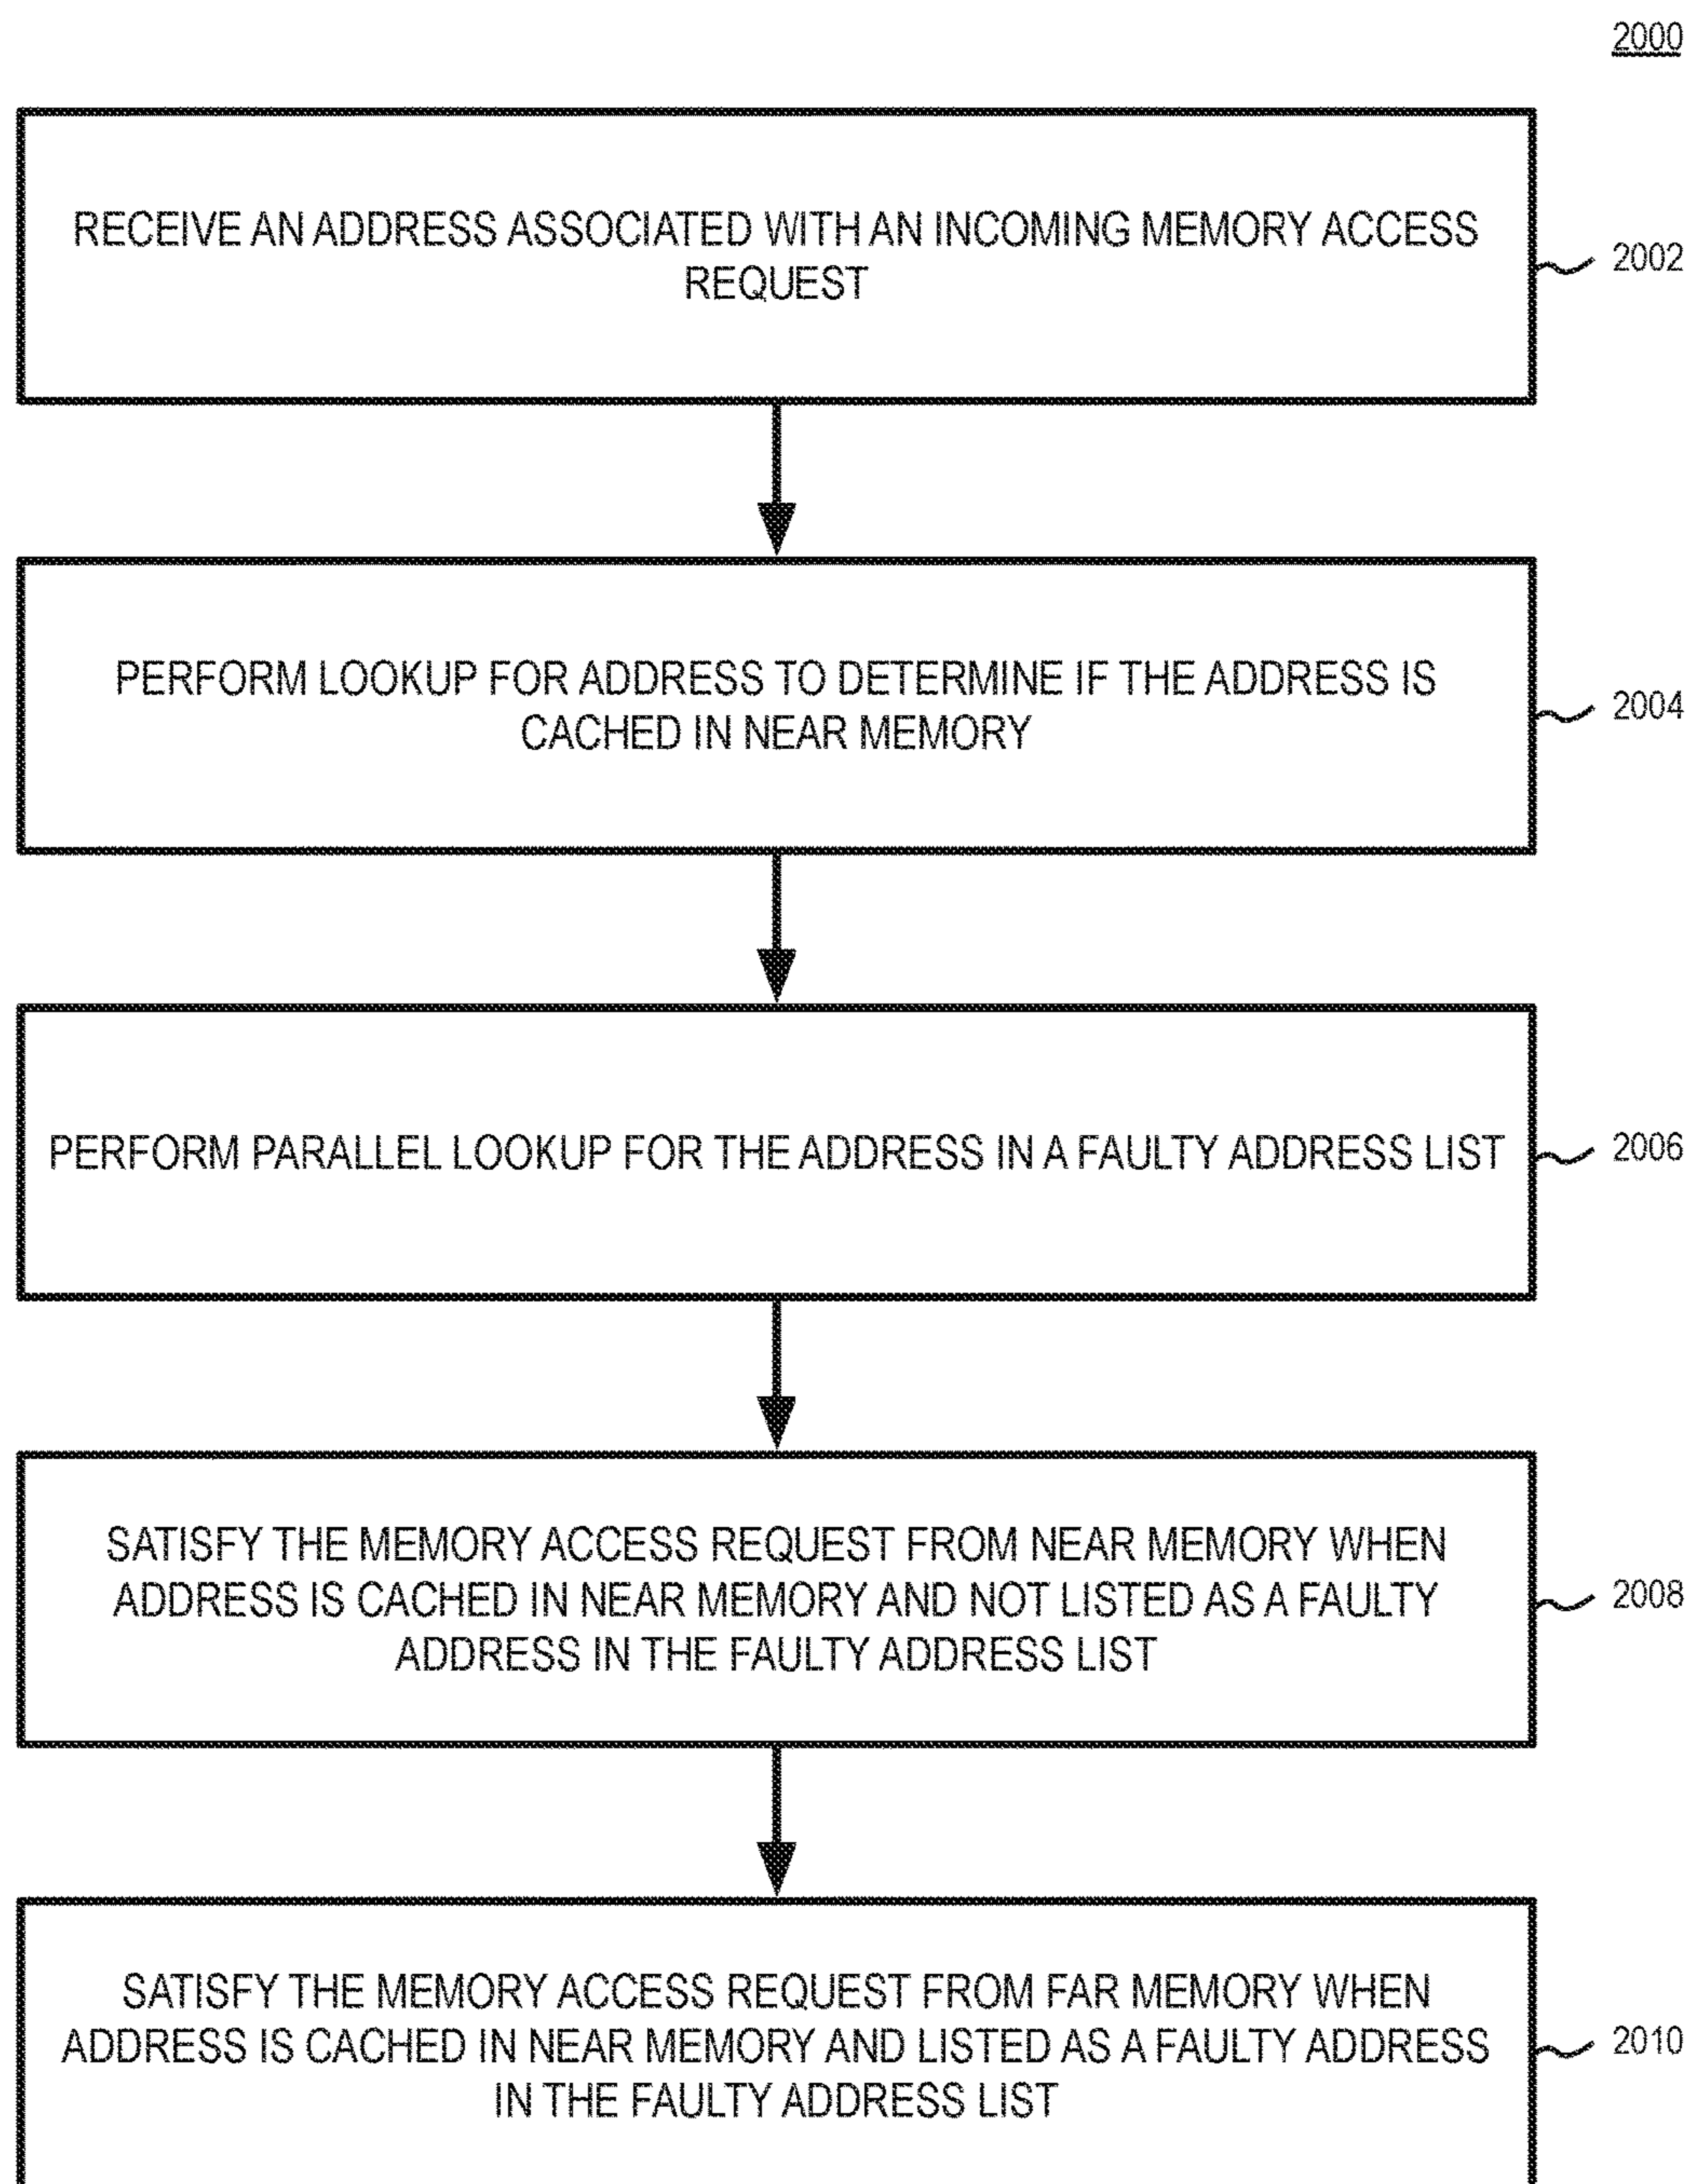 2000
RECEIVE AN ADDRESS ASSOCIATED WITH AN INCOMING MEMORY ACCESS
REQUEST
2002
PERFORM LOOKUP FOR ADDRESS TO DETERMINE IF THE ADDRESS IS
CACHED IN NEAR MEMORY
2004
PERFORM PARALLEL LOOKUP FOR THE ADDRESS IN A FAULTY ADDRESS LIST
2006
SATISFY THE MEMORY ACCESS REQUEST FROM NEAR MEMORY WHEN
ADDRESS IS CACHED IN NEAR MEMORY AND NOT LISTED AS A FAULTY
ADDRESS IN THE FAULTY ADDRESS LIST
2008
SATISFY THE MEMORY ACCESS REQUEST FROM FAR MEMORY WHEN
ADDRESS IS CACHED IN NEAR MEMORY AND LISTED AS A FAULTY ADDRESS
IN THE FAULTY ADDRESS LIST
2010